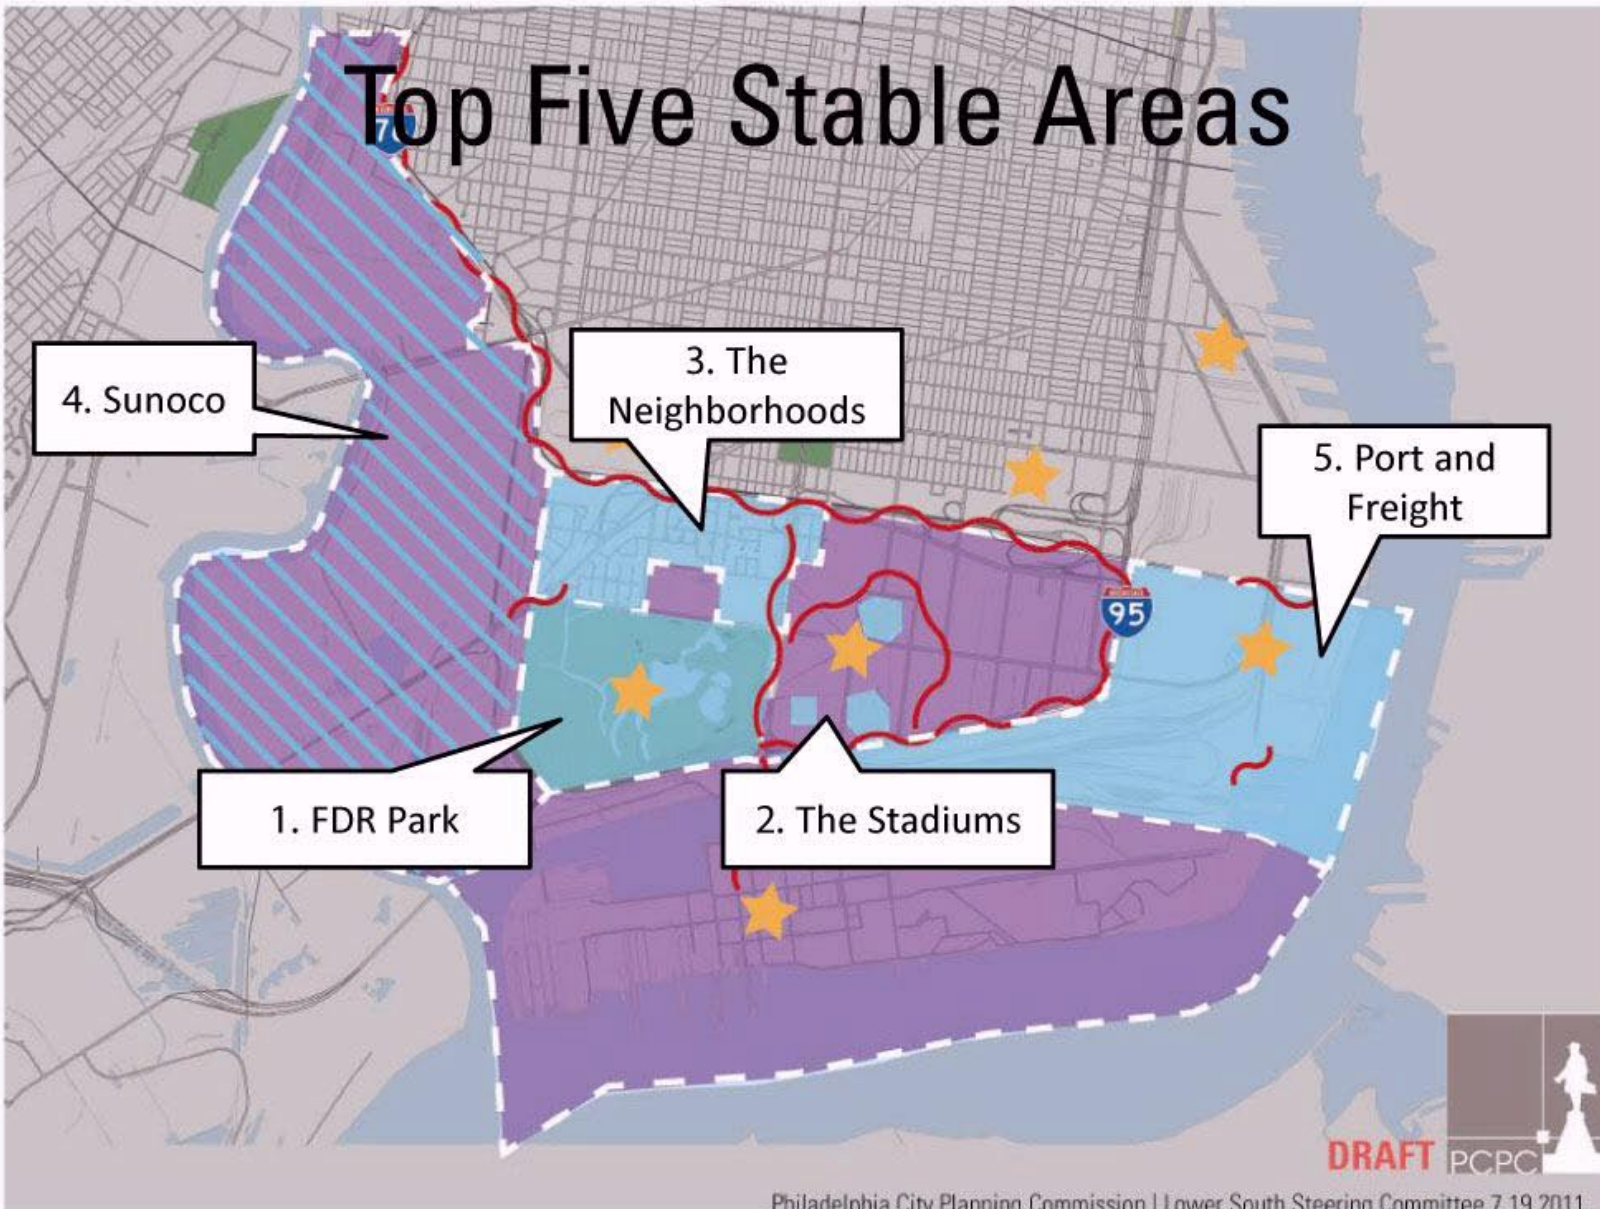 Top Five Stable Areas
76
3. The
Neighborhoods
4. Sunoco
5. Port and
Freight
95
1. FDR Park
2. The Stadiums
DRAFT PCPC
Philadelphia City Planning Commission | Lower South Steering Committee 7.19.2011